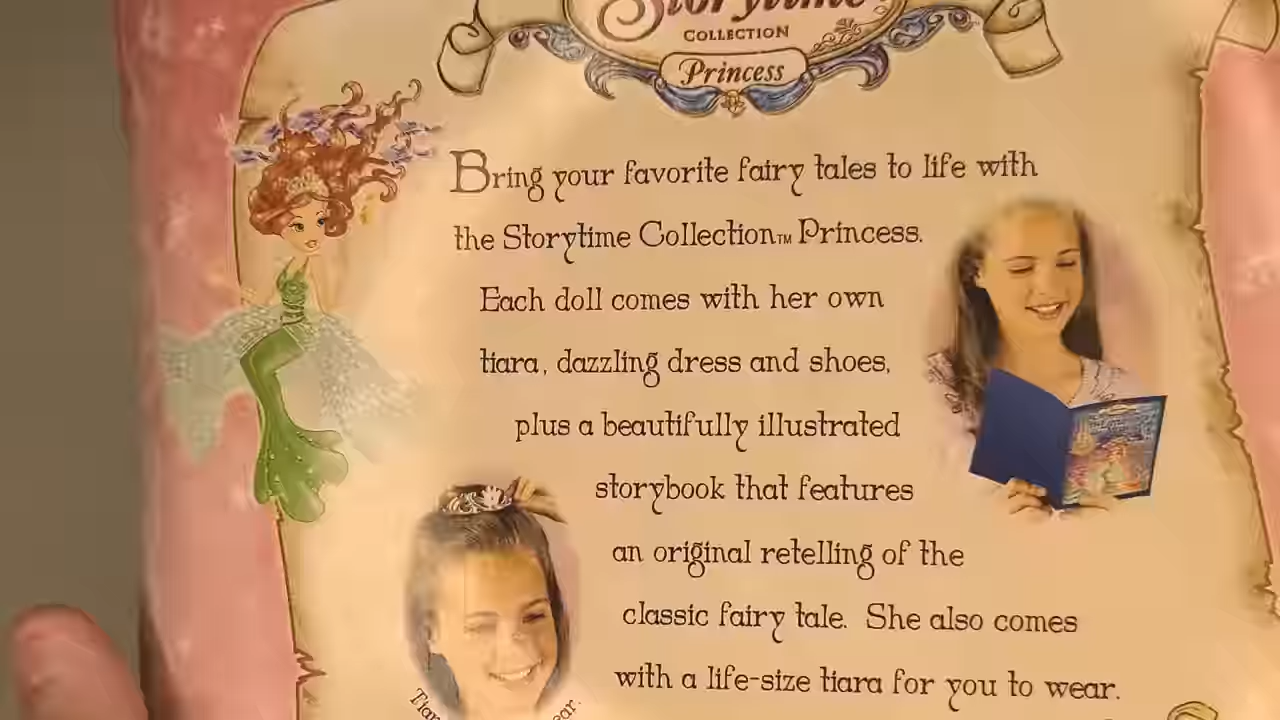 Storytime
COLLECTION
Princess
Bring your favorite fairy tales to life with
the Storytime Collection™ Princess.
Each doll comes with her own
tiara, dazzling dress and shoes,
plus a beautifully illustrated
storybook that features
an original retelling of the
classic fairy tale. She also comes
with a life-size tiara for you to wear.